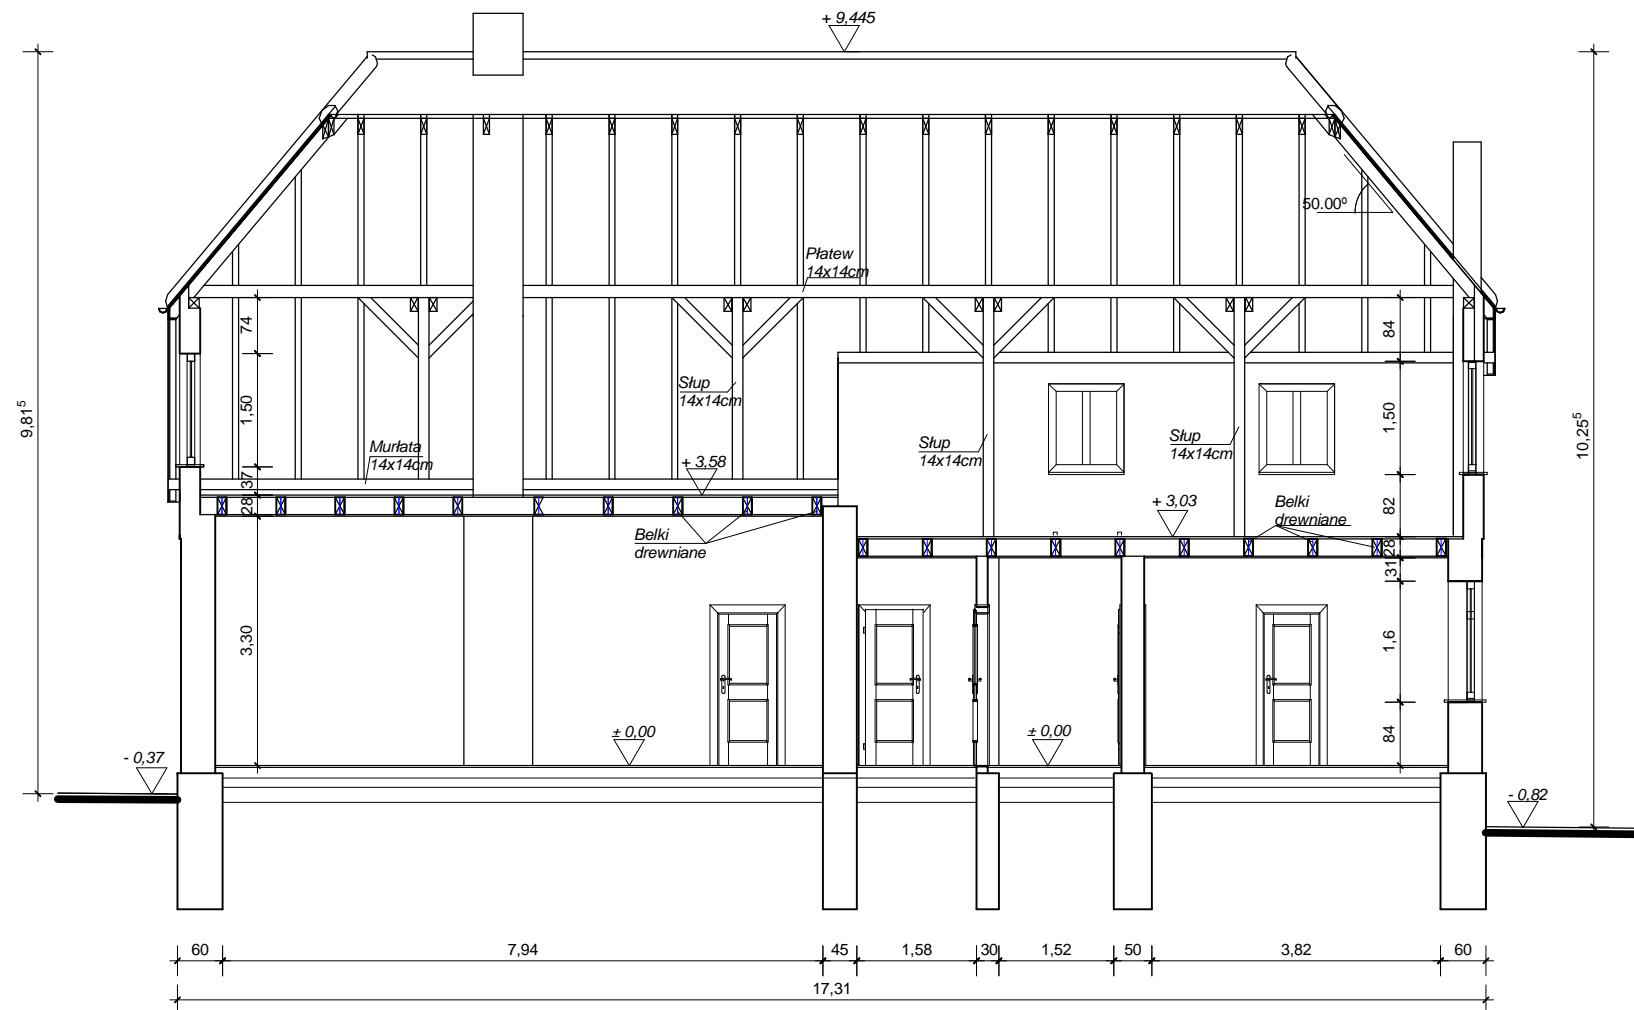 + 9,445
50.00º
Płatew
14x14cm
74
84
Słup
14x14cm
9,81⁵
1,50
1,50
10,25⁵
Słup
14x14cm
Słup
14x14cm
Murłata
14x14cm
+ 3,58
37
28
+ 3,03
82
Belki
drewniane
Belki
drewniane
28
31
3,30
1,6
± 0,00
± 0,00
84
- 0,37
- 0,82
60
7,94
45
1,58
30
1,52
50
3,82
60
17,31